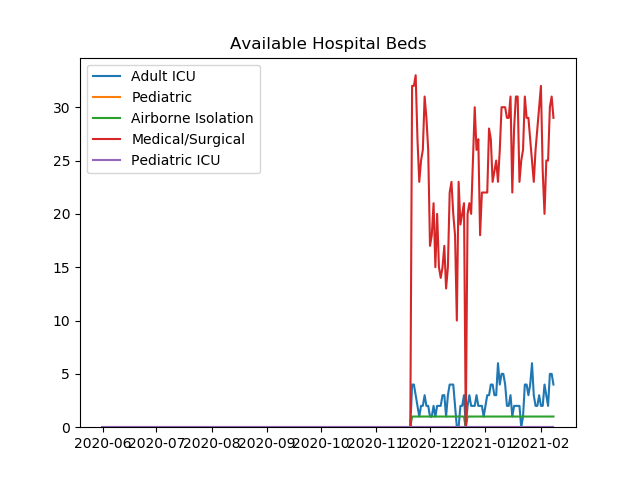 Available Hospital Beds
Adult ICU
Pediatric
Airborne Isolation
Medical/Surgical
Pediatric ICU
30
25
20
15
10
5
0
2020-06 2020-07 2020-08 2020-09 2020-10 2020-11 2020-12 2021-01 2021-02